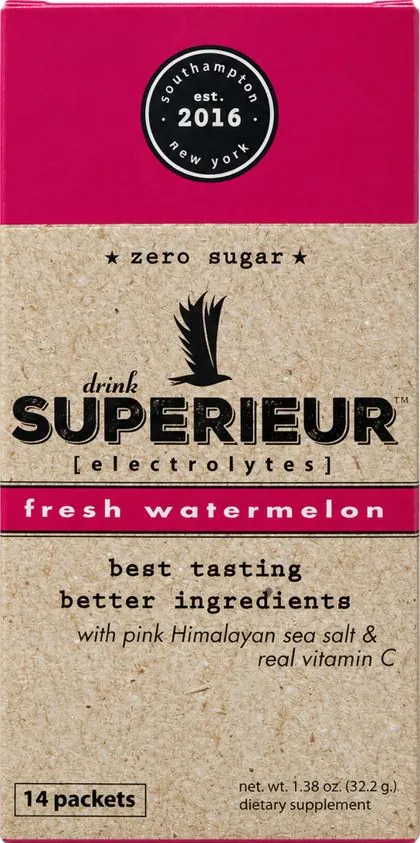 southampton
est.
· 2016 ·
new york
★ zero sugar ★
drink
SUPERIEUR™
[electrolytes]
fresh watermelon
best tasting
better ingredients
with pink Himalayan sea salt &
real vitamin C
14 packets
net. wt. 1.38 oz. (32.2 g.)
dietary supplement